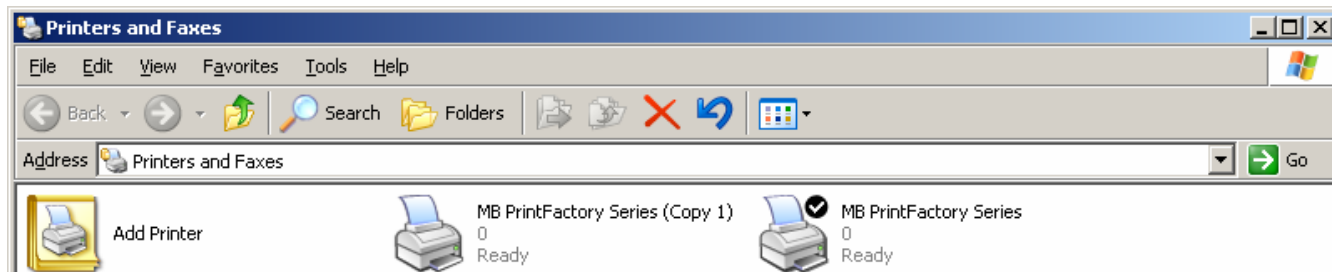 Printers and Faxes
File Edit View Favorites Tools Help
Back Search Folders
Address Printers and Faxes Go
Add Printer
MB PrintFactory Series (Copy 1)
0
Ready
MB PrintFactory Series
0
Ready